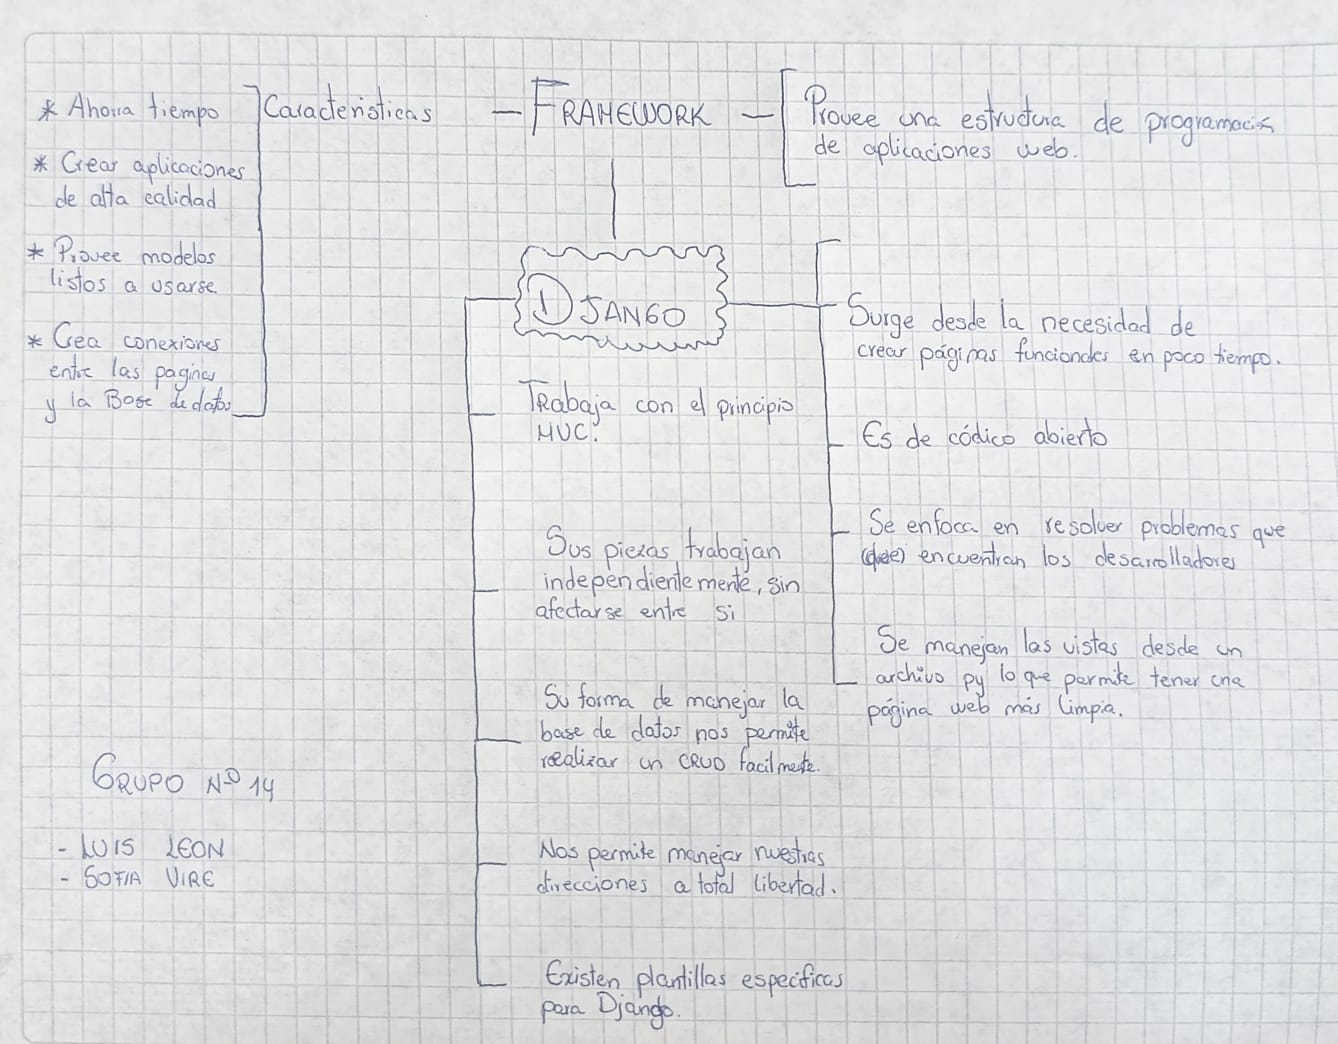 * Ahorra tiempo
* Crear aplicaciones
de alta calidad
* Provee modelos
listos a usarse.
* Crea conexiones
entre las paginas
y la Base de datos
Caracteristicas
FRAMEWORK
Provee una estructura de programación
de aplicaciones web.
DJANGO
Trabaja con el principio
MVC.
Sus piezas trabajan
independientemente, sin
afectarse entre si
Su forma de manejar la
base de datos nos permite
realizar un CRUD facilmente.
Nos permite manejar nuestras
direcciones a total libertad.
Existen plantillas especificas
para Django.
Surge desde la necesidad de
crear páginas funcionales en poco tiempo.
Es de códico abierto
Se enfoca en resolver problemas que
(que) encuentran los desarrolladores
Se manejan las vistas desde un
archivo py lo que permite tener una
página web más limpia.
GRUPO Nº 14
- LUIS LEON
- SOFIA VIRE